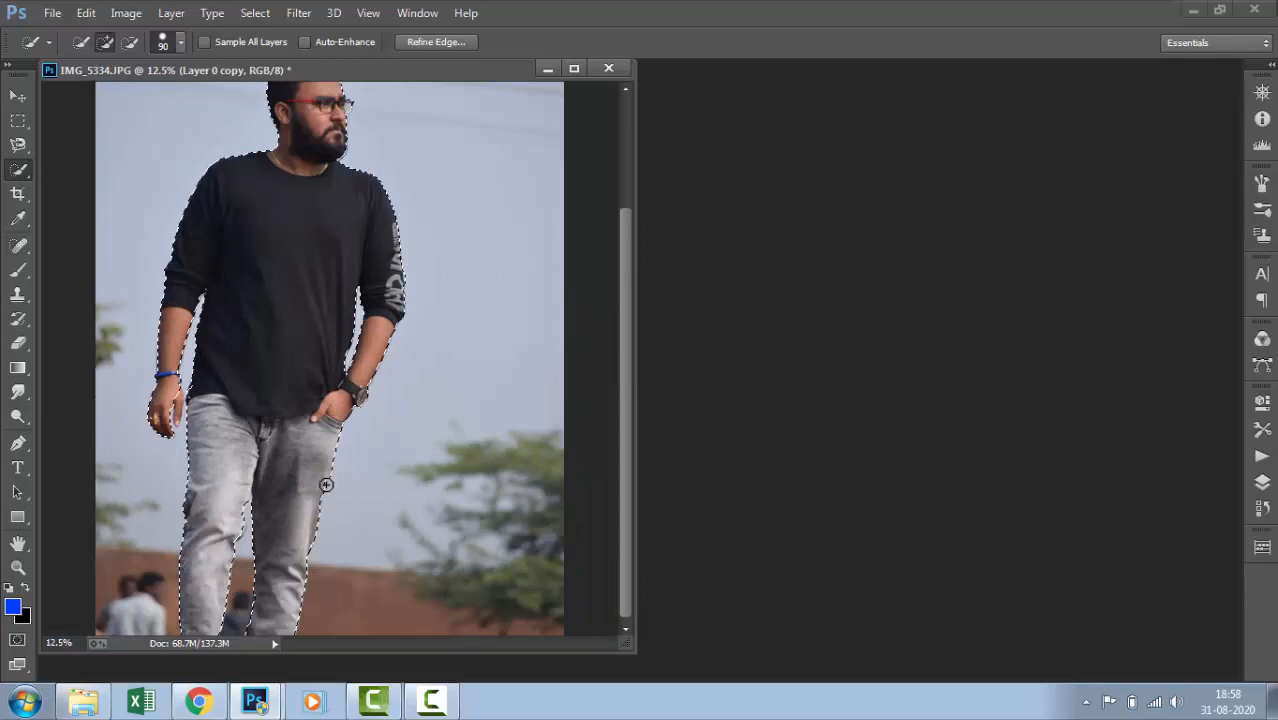 Ps File Edit Image Layer Type Select Filter 3D View Window Help
90 Sample All Layers Auto-Enhance Refine Edge... Essentials
Ps IMG_5334.JPG @ 12.5% (Layer 0 copy, RGB/8) *
12.5% Doc: 68.7M/137.3M
18:58
31-08-2020